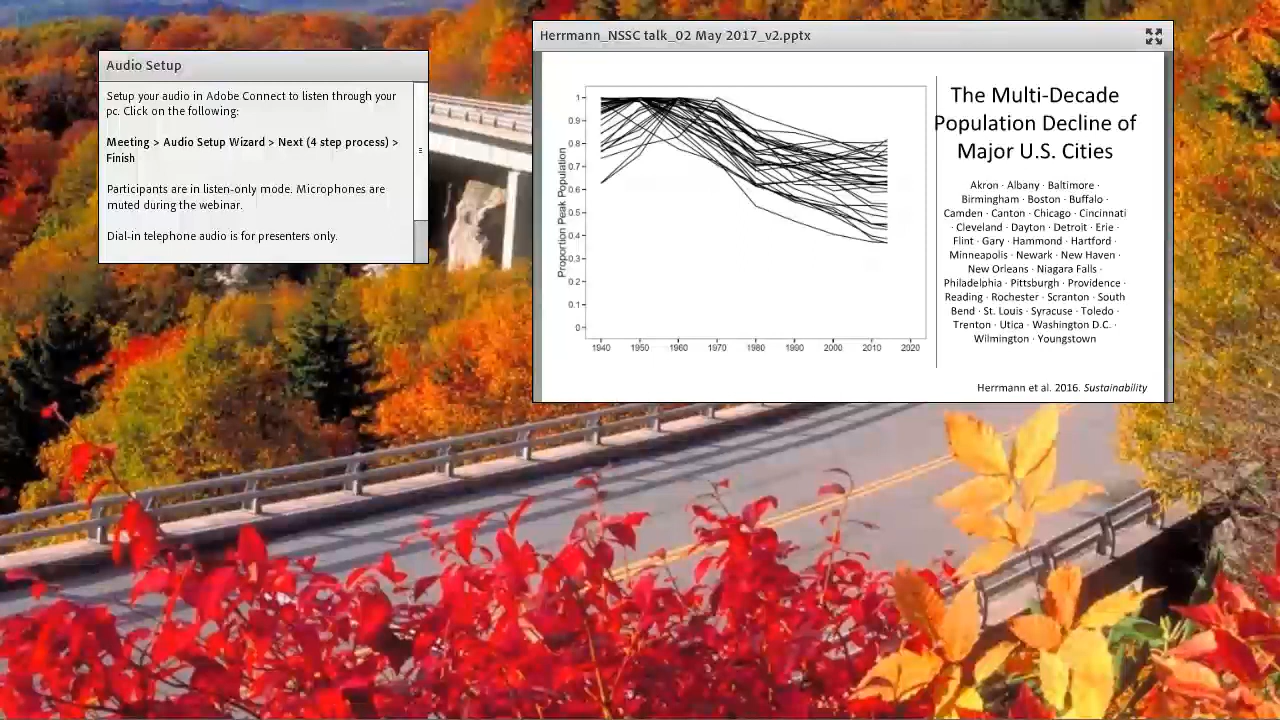 Herrmann_NSSC talk_02 May 2017_v2.pptx
Audio Setup
Setup your audio in Adobe Connect to listen through your
pc. Click on the following:
Meeting > Audio Setup Wizard > Next (4 step process) >
Finish
Participants are in listen-only mode. Microphones are
muted during the webinar.
Dial-in telephone audio is for presenters only.
Proportion Peak Population
1
0.9
0.8
0.7
0.6
0.5
0.4
0.3
0.2
0.1
0
1940 1950 1960 1970 1980 1990 2000 2010 2020
The Multi-Decade
Population Decline of
Major U.S. Cities
Akron · Albany · Baltimore ·
Birmingham · Boston · Buffalo ·
Camden · Canton · Chicago · Cincinnati
· Cleveland · Dayton · Detroit · Erie ·
Flint · Gary · Hammond · Hartford ·
Minneapolis · Newark · New Haven ·
New Orleans · Niagara Falls ·
Philadelphia · Pittsburgh · Providence ·
Reading · Rochester · Scranton · South
Bend · St. Louis · Syracuse · Toledo ·
Trenton · Utica · Washington D.C. ·
Wilmington · Youngstown
Herrmann et al. 2016. Sustainability